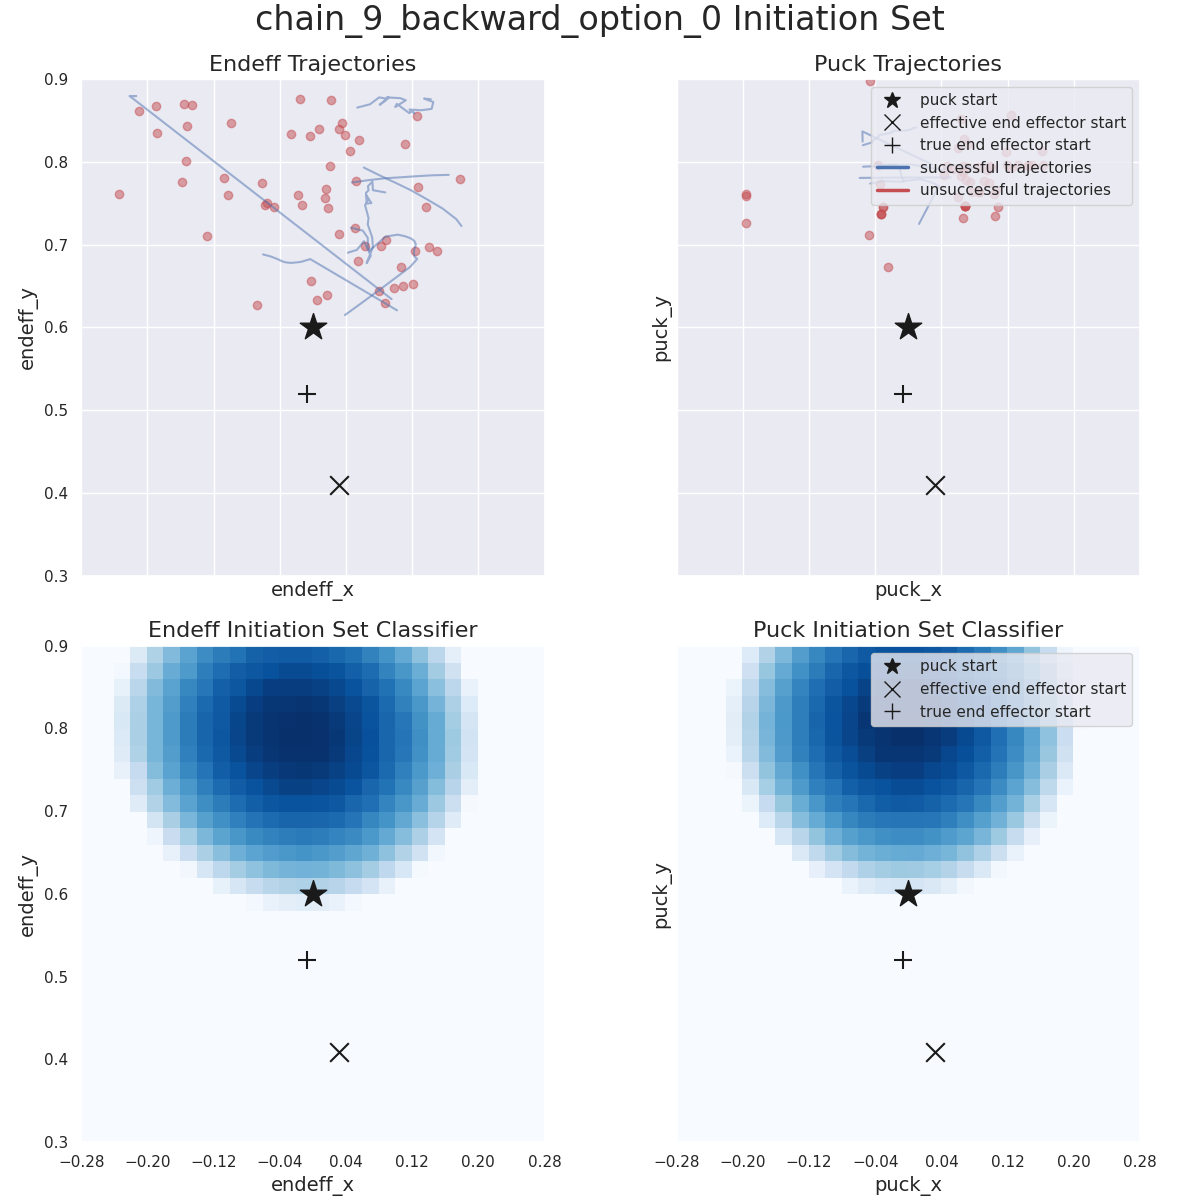 chain_9_backward_option_0 Initiation Set
Endeff Trajectories
0.9
0.8
0.7
0.6
0.5
0.4
0.3
endeff_y
endeff_x
Puck Trajectories
puck start
effective end effector start
true end effector start
successful trajectories
unsuccessful trajectories
puck_y
puck_x
Endeff Initiation Set Classifier
0.9
0.8
0.7
0.6
0.5
0.4
0.3
endeff_y
−0.28 −0.20 −0.12 −0.04 0.04 0.12 0.20 0.28
endeff_x
Puck Initiation Set Classifier
puck start
effective end effector start
true end effector start
puck_y
−0.28 −0.20 −0.12 −0.04 0.04 0.12 0.20 0.28
puck_x